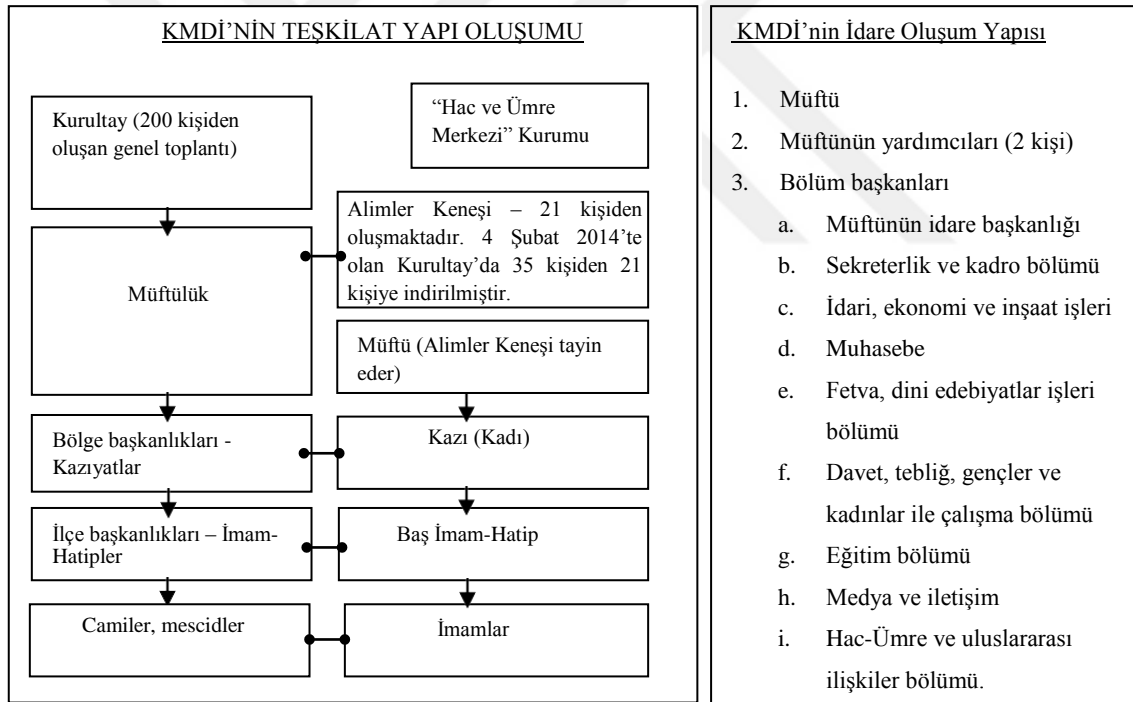 KMDİ’NİN TEŞKİLAT YAPI OLUŞUMU
Kurultay (200 kişiden
oluşan genel toplantı)
“Hac ve Ümre
Merkezi” Kurumu
Müftülük
Alimler Keneşi – 21 kişiden
oluşmaktadır. 4 Şubat 2014’te
olan Kurultay’da 35 kişiden 21
kişiye indirilmiştir.
Müftü (Alimler Keneşi tayin
eder)
Bölge başkanlıkları -
Kazıyatlar
Kazı (Kadı)
İlçe başkanlıkları – İmam-
Hatipler
Baş İmam-Hatip
Camiler, mescidler
İmamlar
KMDİ’nin İdare Oluşum Yapısı
1. Müftü
2. Müftünün yardımcıları (2 kişi)
3. Bölüm başkanları
a. Müftünün idare başkanlığı
b. Sekreterlik ve kadro bölümü
c. İdari, ekonomi ve inşaat işleri
d. Muhasebe
e. Fetva, dini edebiyatlar işleri
bölümü
f. Davet, tebliğ, gençler ve
kadınlar ile çalışma bölümü
g. Eğitim bölümü
h. Medya ve iletişim
i. Hac-Ümre ve uluslararası
ilişkiler bölümü.